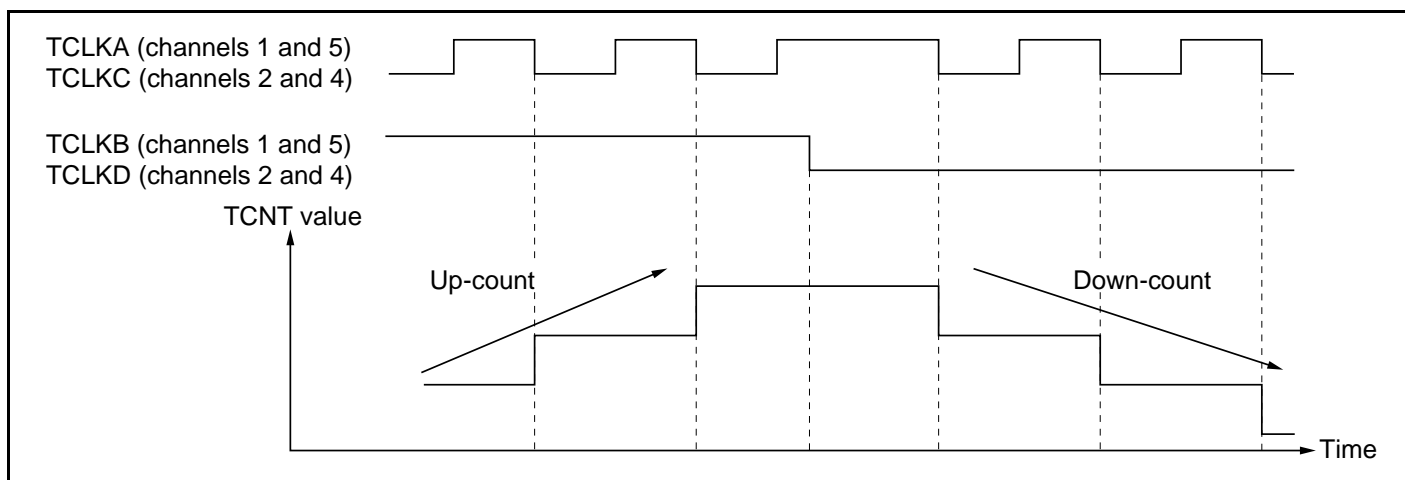 TCLKA (channels 1 and 5)
TCLKC (channels 2 and 4)
TCLKB (channels 1 and 5)
TCLKD (channels 2 and 4)
TCNT value
Up-count
Down-count
Time